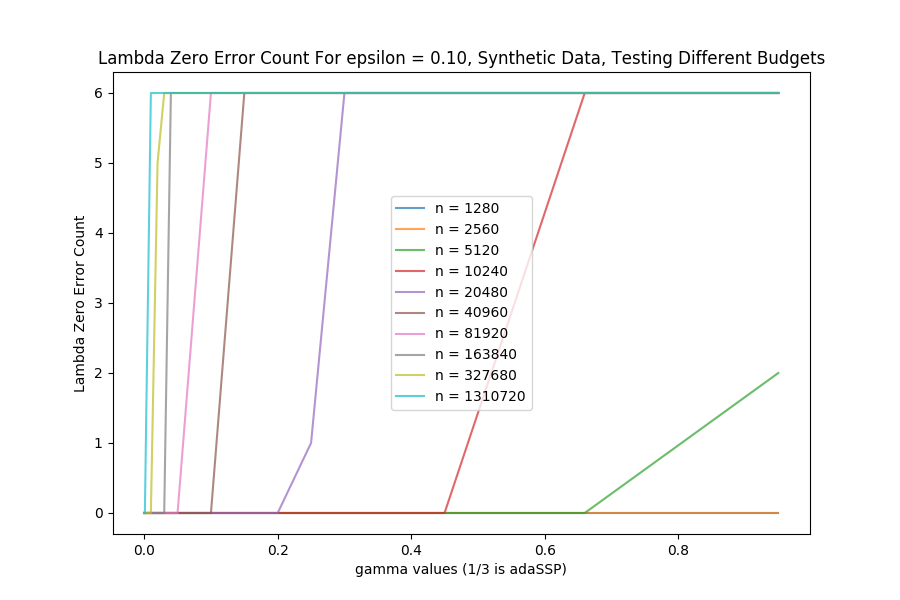 Lambda Zero Error Count For epsilon = 0.10, Synthetic Data, Testing Different Budgets
6
5
4
3
2
1
0
Lambda Zero Error Count
n = 1280
n = 2560
n = 5120
n = 10240
n = 20480
n = 40960
n = 81920
n = 163840
n = 327680
n = 1310720
0.0 0.2 0.4 0.6 0.8
gamma values (1/3 is adaSSP)